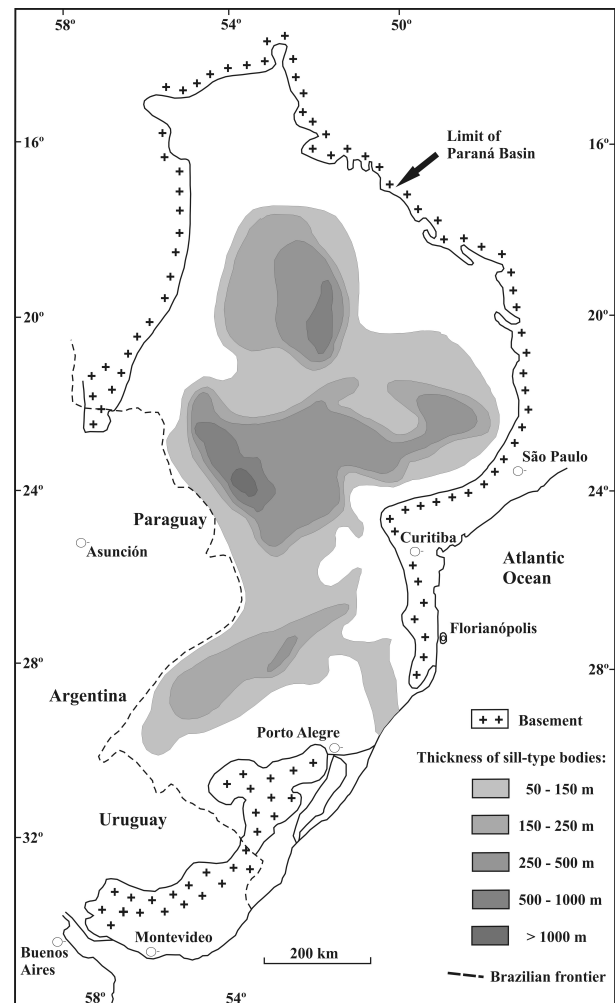 58º 54º 50º
16º 16º
Limit of
Paraná Basin
20º 20º
São Paulo
24º 24º
Paraguay
Curitiba
Asunción
Atlantic
Ocean
Florianópolis
28º 28º
Argentina
Basement
Porto Alegre
Thickness of sill-type bodies:
50 - 150 m
150 - 250 m
Uruguay
250 - 500 m
32º
500 - 1000 m
> 1000 m
Montevideo
Buenos
Aires
200 km
Brazilian frontier
58º 54º